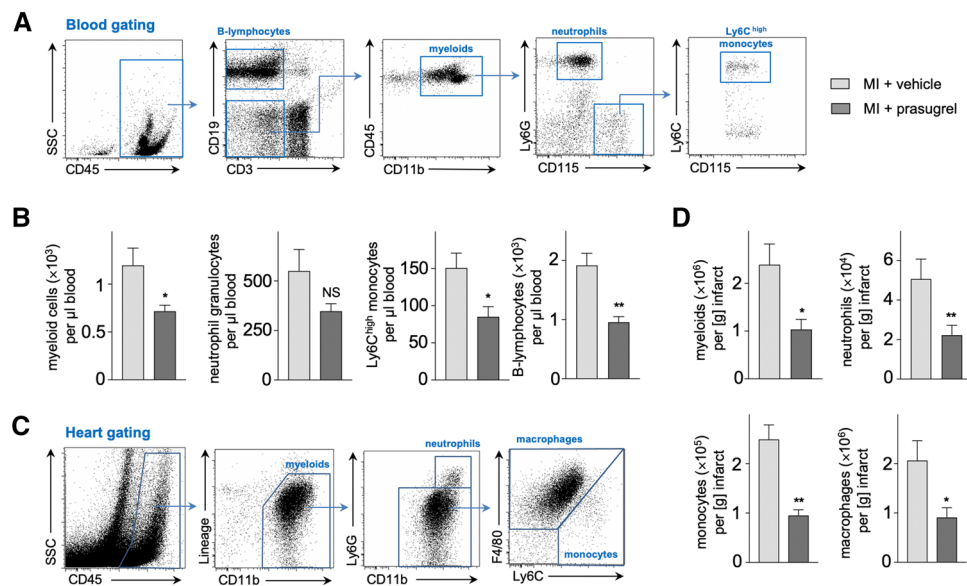 A
Blood gating
SSC
CD45
B-lymphocytes
CD19
CD3
myeloids
CD45
CD11b
neutrophils
Ly6G
CD115
Ly6C high
monocytes
Ly6C
CD115
MI + vehicle
MI + prasugrel
B
myeloid cells (×10³)
per µl blood
1
0.5
0
*
neutrophil granulocytes
per µl blood
500
250
0
NS
Ly6Chigh monocytes
per µl blood
200
150
100
50
0
*
B-lymphocytes (×10³)
per µl blood
2
1
0
**
D
myeloids (×10⁶)
per [g] infarct
2
1
0
*
neutrophils (×10⁴)
per [g] infarct
6
4
2
0
**
monocytes (×10⁵)
per [g] infarct
2
1
0
**
macrophages (×10⁶)
per [g] infarct
2
1
0
*
C
Heart gating
SSC
CD45
myeloids
Lineage
CD11b
neutrophils
Ly6G
CD11b
macrophages
F4/80
monocytes
Ly6C